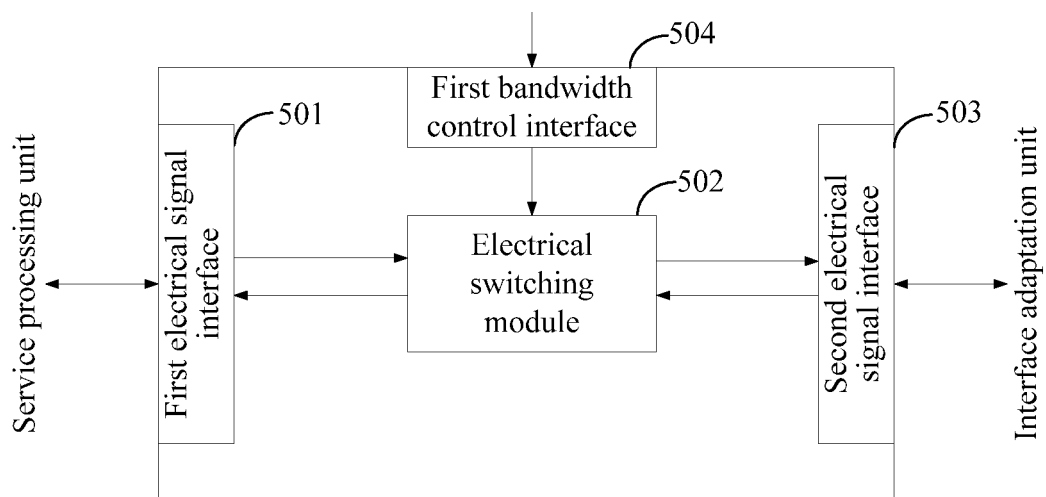 504
First bandwidth
control interface
501
503
502
Service processing unit
First electrical signal
interface
Electrical
switching
module
Second electrical
signal interface
Interface adaptation unit